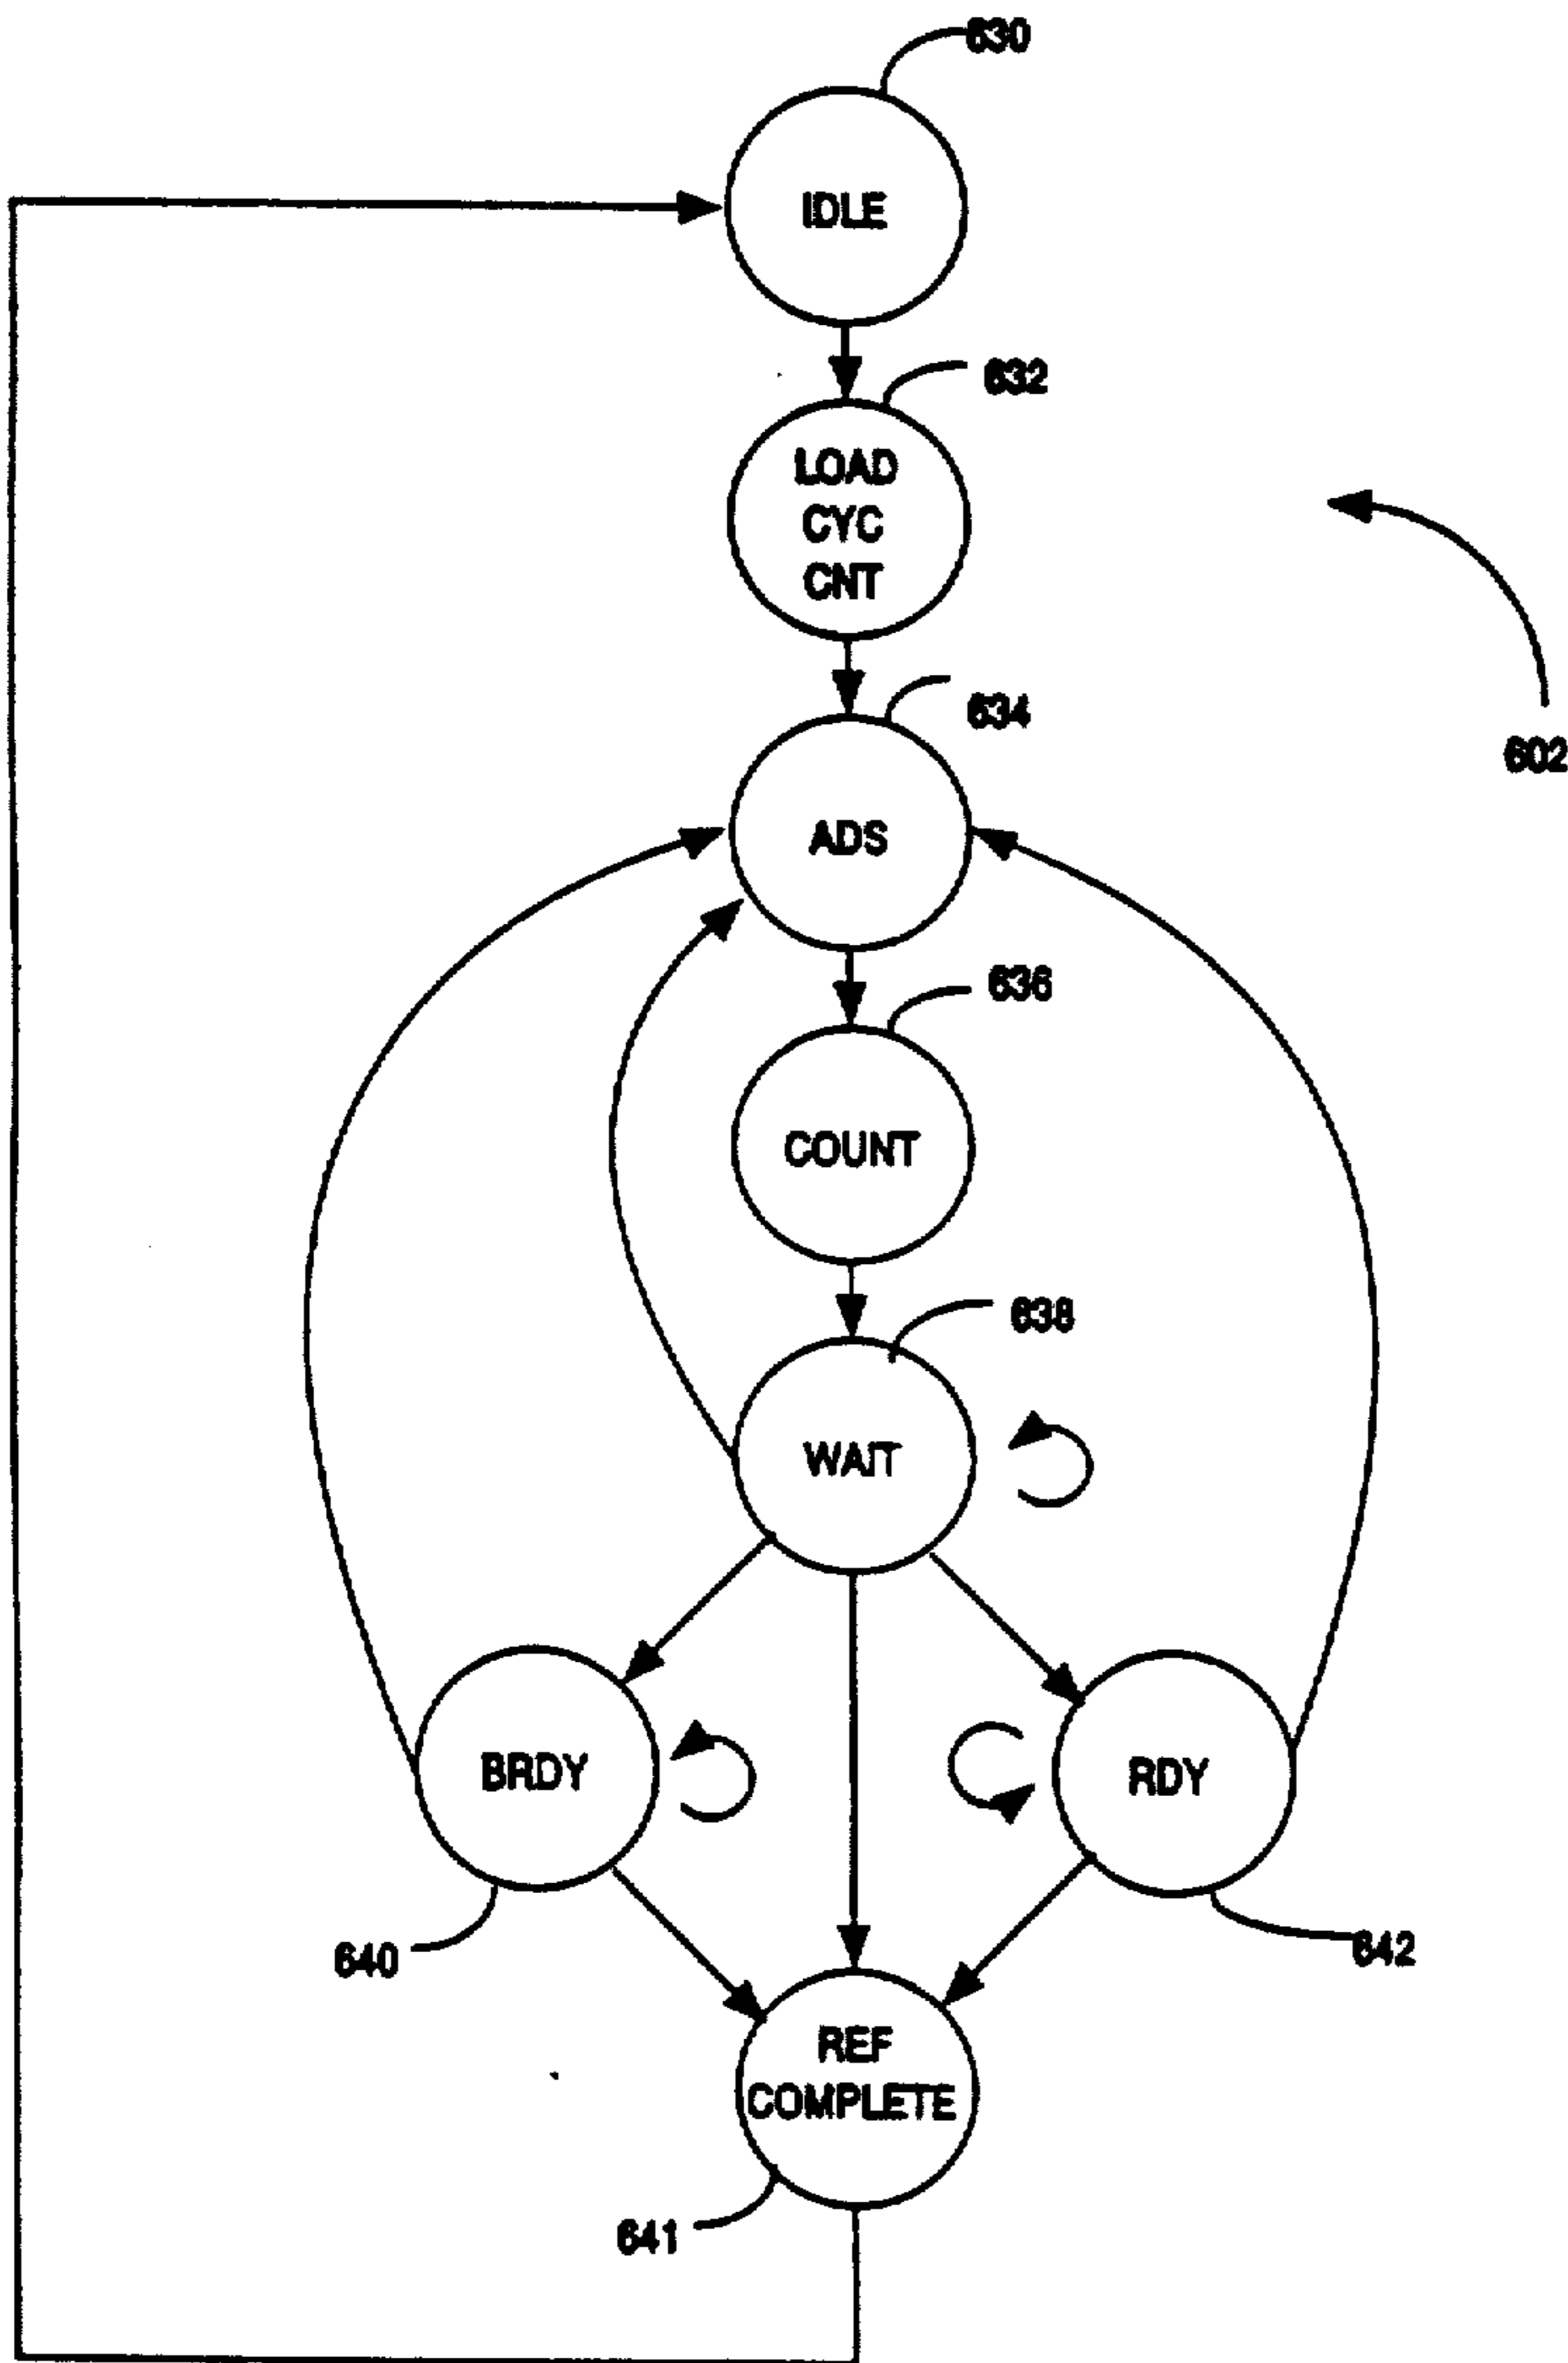 630
IDLE
632
LOAD
CYC
CNT
634
602
ADS
636
COUNT
638
WAIT
BRDY
RDY
640
642
REF
COMPLETE
641